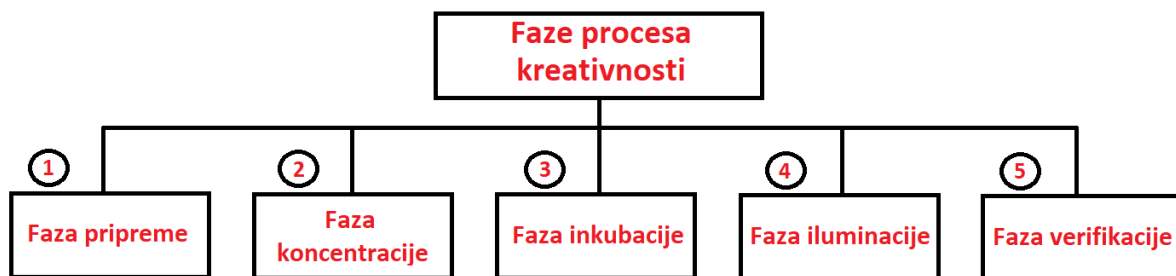 Faze procesa
kreativnosti
1
Faza pripreme
2
Faza
koncentracije
3
Faza inkubacije
4
Faza iluminacije
5
Faza verifikacije